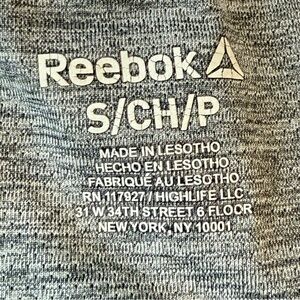 Reebok
S/CH/P
MADE IN LESOTHO
HECHO EN LESOTHO
FABRIQUÉ AU LESOTHO
RN 117927// HIGHLIFE LLC
31 W 34TH STREET 6 FLOOR
NEW YORK, NY 10001